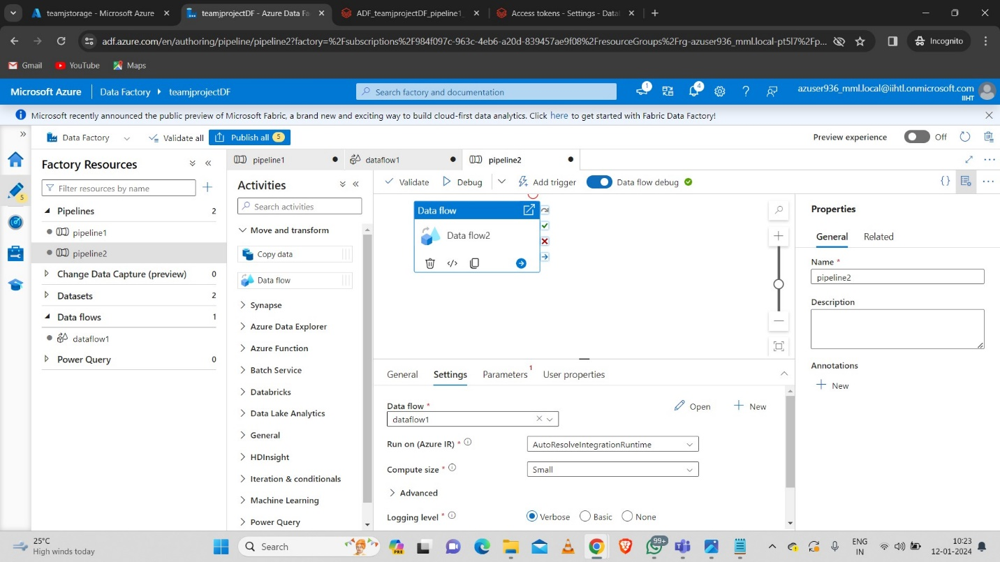 teamjstorage - Microsoft Azure
teamjprojectDF - Azure Data Fa
ADF_teamjprojectDF_pipeline1_
Access tokens - Settings - Data
adf.azure.com/en/authoring/pipeline/pipeline2?factory=%2Fsubscriptions%2F984f097c-963c-4eb6-a20d-839457ae9f08%2FresourceGroups%2Frg-azuser936_mml.local-pt5l7%2Fp...
Incognito
Gmail
YouTube
Maps
Microsoft Azure
Data Factory
teamjprojectDF
Search factory and documentation
1
4
azuser936_mml.local@iihtl.onmicrosoft.com
IIHT
Microsoft recently announced the public preview of Microsoft Fabric, a brand new and exciting way to build cloud-first data analytics. Click here to get started with Fabric Data Factory!
Data Factory
Validate all
Publish all 5
Preview experience
Off
5
Factory Resources
Filter resources by name
Pipelines 2
pipeline1
pipeline2
Change Data Capture (preview) 0
Datasets 2
Data flows 1
dataflow1
Power Query 0
pipeline1
dataflow1
pipeline2
Activities
Search activities
Move and transform
Copy data
Data flow
Synapse
Azure Data Explorer
Azure Function
Batch Service
Databricks
Data Lake Analytics
General
HDInsight
Iteration & conditionals
Machine Learning
Power Query
Validate
Debug
Add trigger
Data flow debug
Data flow
Data flow2
General
Settings
Parameters 1
User properties
Data flow *
dataflow1
Open
New
Run on (Azure IR) *
AutoResolveIntegrationRuntime
Compute size *
Small
Advanced
Logging level *
Verbose
Basic
None
Properties
General
Related
Name *
pipeline2
Description
Annotations
New
25°C
High winds today
Search
PRE
99+
ENG
IN
10:23
12-01-2024